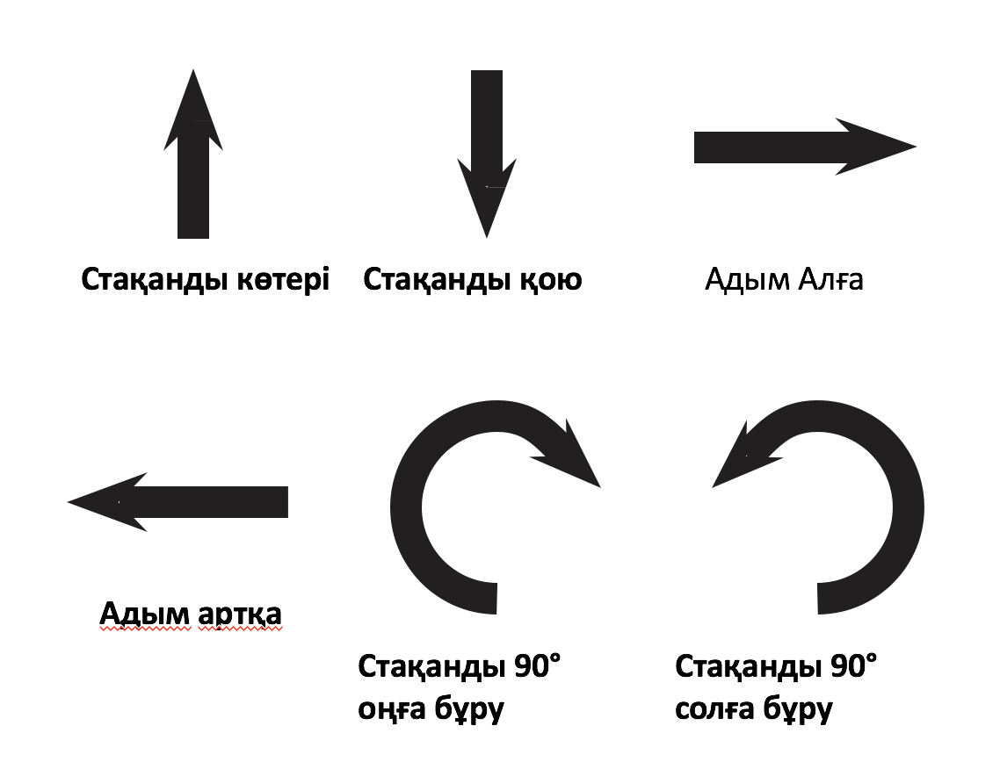 Стақанды көтері
Стақанды қою
Адым Алға
Адым артқа
Стақанды 90°
оңға бұру
Стақанды 90°
солға бұру